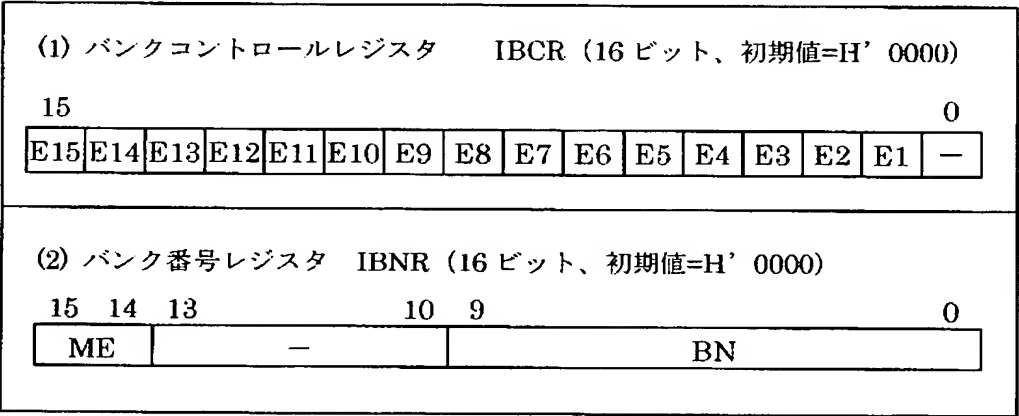 (1) バンクコントロールレジスタ IBCR (16 ビット、初期値=H' 0000)
15 0
E15 E14 E13 E12 E11 E10 E9 E8 E7 E6 E5 E4 E3 E2 E1 －
(2) バンク番号レジスタ IBNR (16 ビット、初期値=H' 0000)
15 14 13 10 9 0
ME － BN